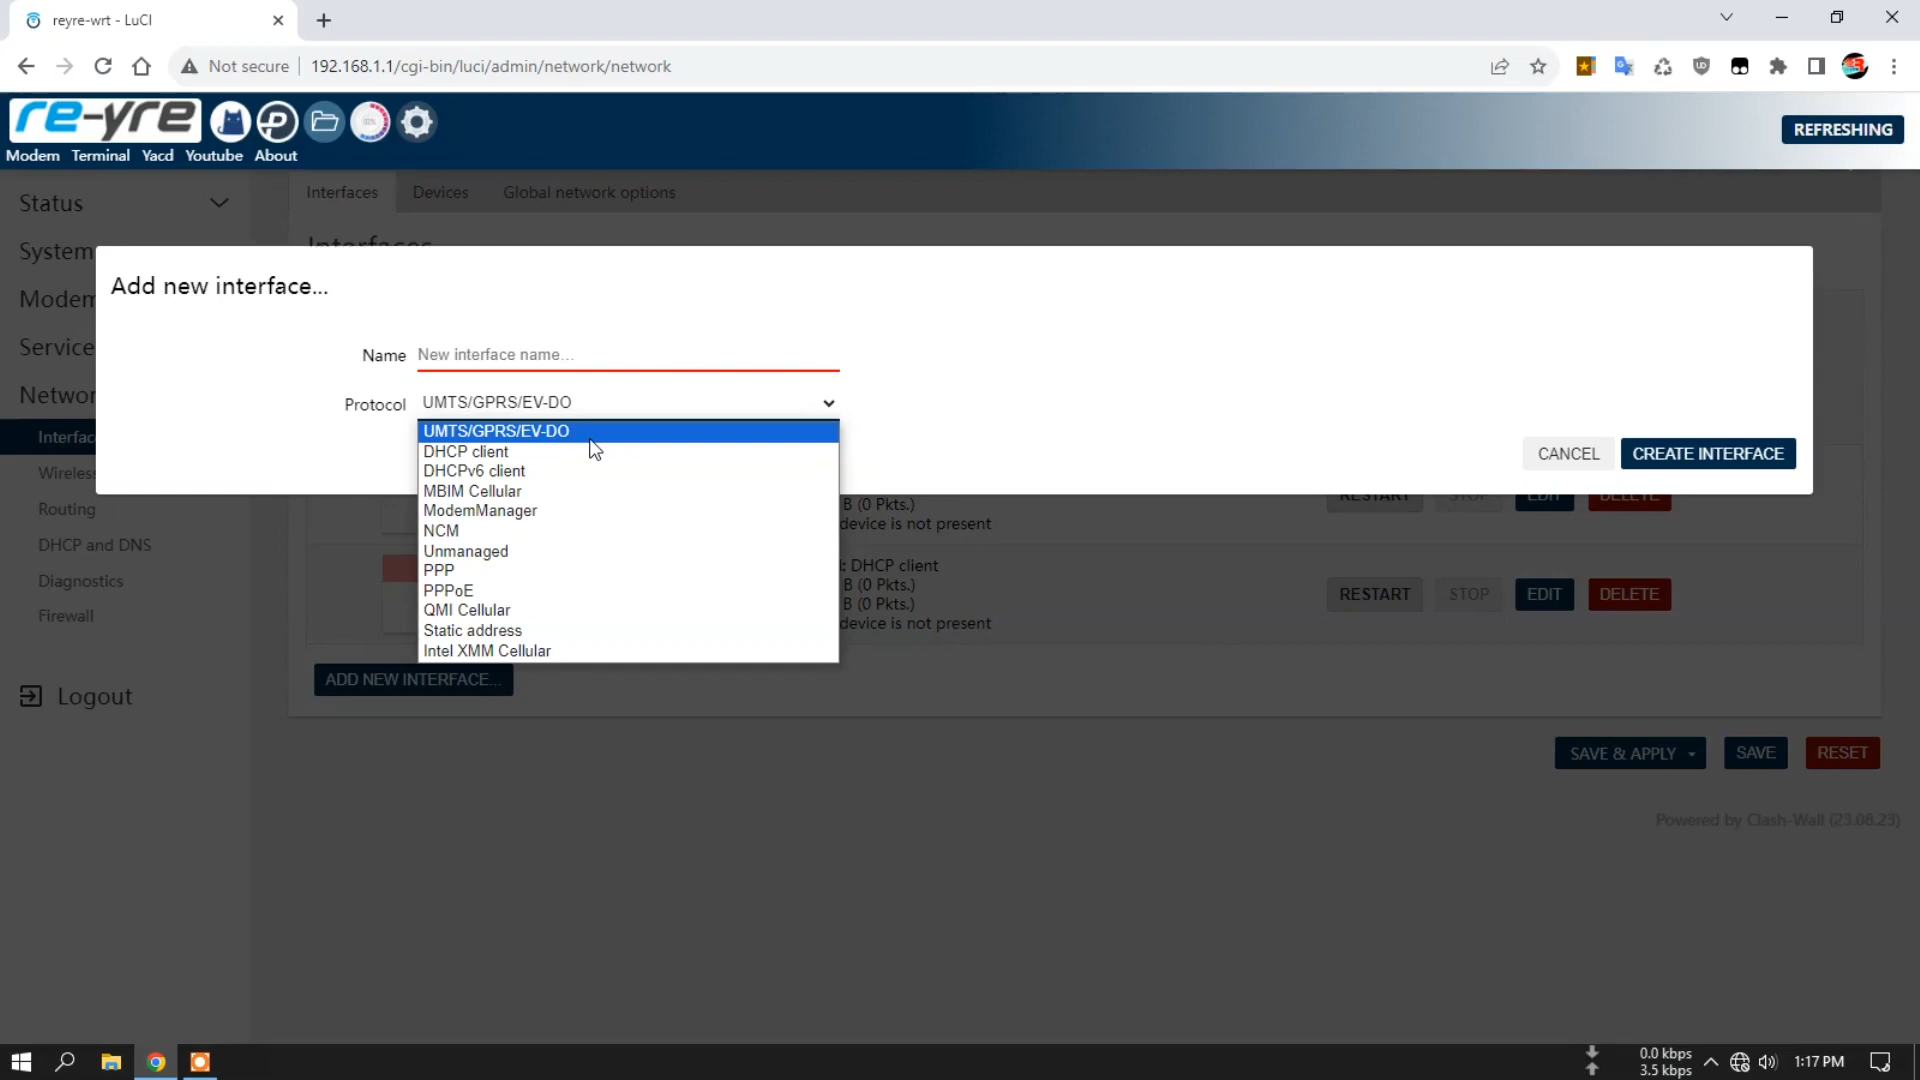 reyre-wrt - LuCI
Not secure
192.168.1.1/cgi-bin/luci/admin/network/network
re-yre
REFRESHING
Modem Terminal Yacd Youtube About
Status
Interfaces
Devices
Global network options
Interfaces
System
Modem
Service
Networ
Interfac
Wireles
Routing
DHCP and DNS
Diagnostics
Firewall
Logout
Add new interface...
Name
New interface name...
Protocol
UMTS/GPRS/EV-DO
UMTS/GPRS/EV-DO
DHCP client
DHCPv6 client
MBIM Cellular
ModemManager
NCM
Unmanaged
PPP
PPPoE
QMI Cellular
Static address
Intel XMM Cellular
CANCEL
CREATE INTERFACE
B (0 Pkts.)
device is not present
RESTART
STOP
EDIT
DELETE
: DHCP client
B (0 Pkts.)
B (0 Pkts.)
device is not present
RESTART
STOP
EDIT
DELETE
ADD NEW INTERFACE...
SAVE & APPLY
SAVE
RESET
Powered by Clash-Wall (23.08.23)
0.0 kbps
3.5 kbps
1:17 PM